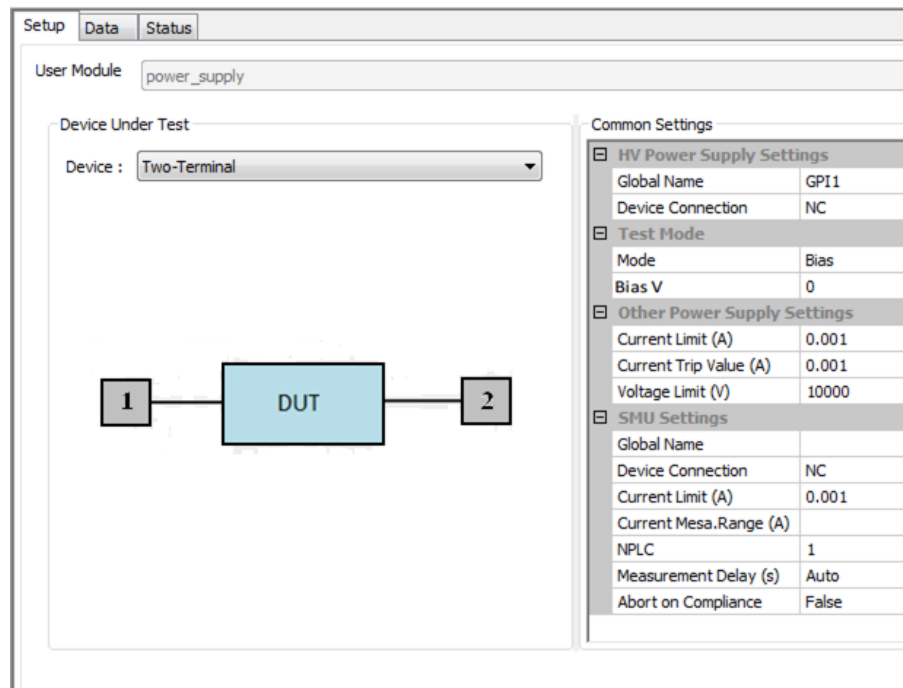 Setup Data Status
User Module power_supply
Device Under Test
Device : Two-Terminal
1 DUT 2
Common Settings
HV Power Supply Settings
Global Name GPI1
Device Connection NC
Test Mode
Mode Bias
Bias V 0
Other Power Supply Settings
Current Limit (A) 0.001
Current Trip Value (A) 0.001
Voltage Limit (V) 10000
SMU Settings
Global Name
Device Connection NC
Current Limit (A) 0.001
Current Mesa.Range (A)
NPLC 1
Measurement Delay (s) Auto
Abort on Compliance False